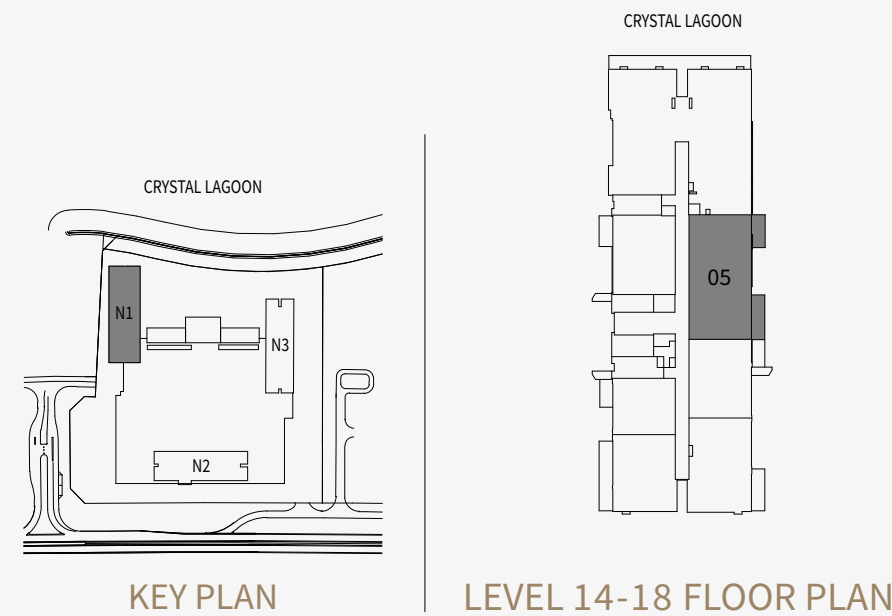 CRYSTAL LAGOON
N1
N3
N2
KEY PLAN
CRYSTAL LAGOON
05
LEVEL 14-18 FLOOR PLAN